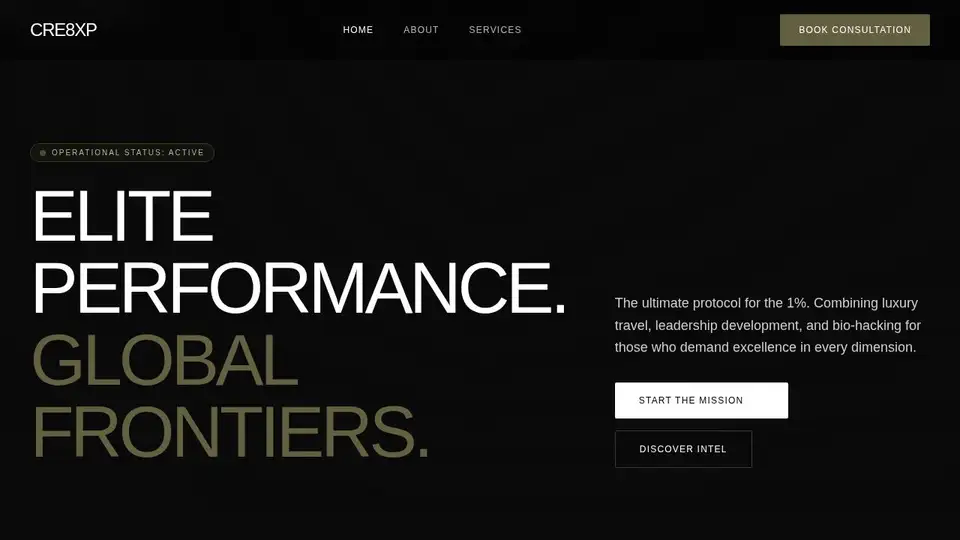 CRE8XP
HOME
ABOUT
SERVICES
BOOK CONSULTATION
OPERATIONAL STATUS: ACTIVE
ELITE
PERFORMANCE.
GLOBAL
FRONTIERS.
The ultimate protocol for the 1%. Combining luxury
travel, leadership development, and bio-hacking for
those who demand excellence in every dimension.
START THE MISSION
DISCOVER INTEL